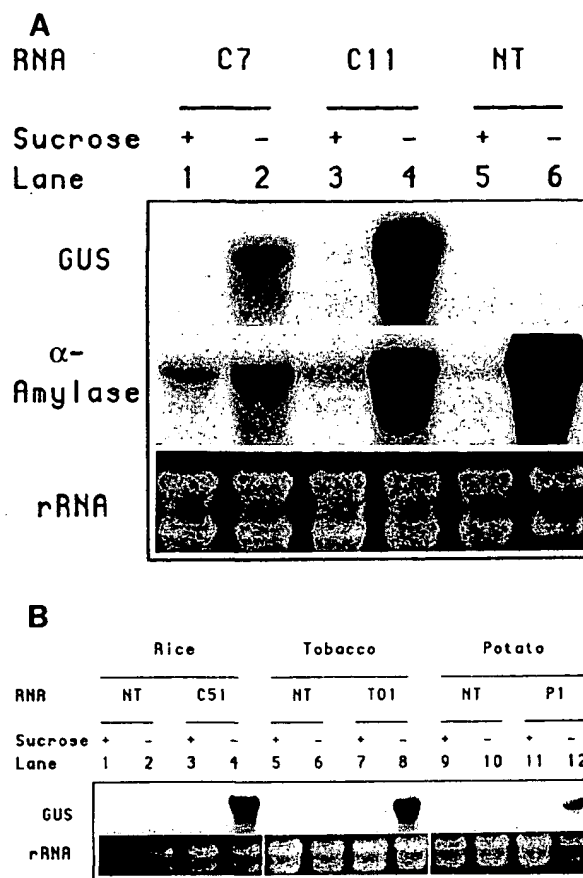 A
RNA C7 C11 NT
Sucrose + - + - + -
Lane 1 2 3 4 5 6
GUS
α-
Amylase
rRNA
B
Rice Tobacco Potato
RNA NT C51 NT T01 NT P1
Sucrose + - + - + - + - + - + -
Lane 1 2 3 4 5 6 7 8 9 10 11 12
GUS
rRNA